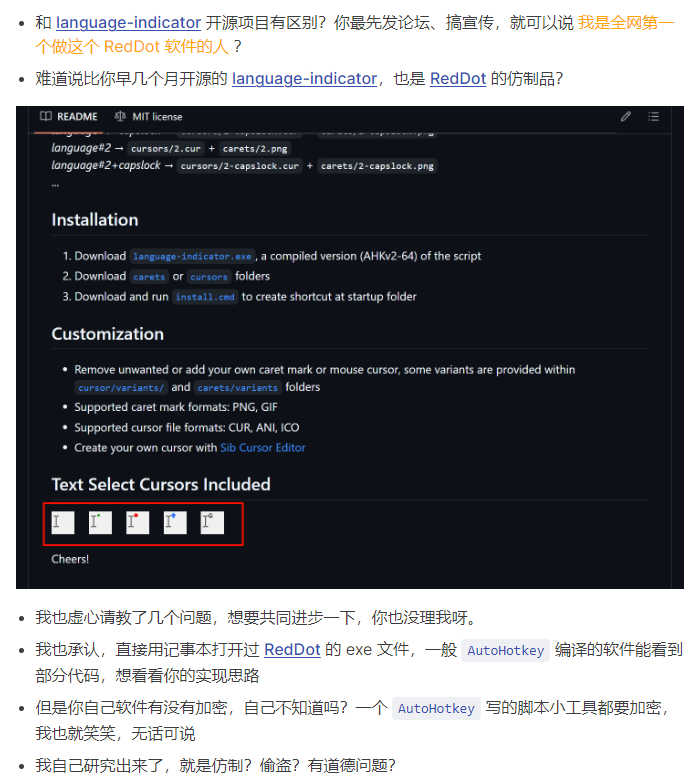 和 language-indicator 开源项目有区别？你最先发论坛、搞宣传，就可以说 我是全网第一
个做这个 RedDot 软件的人 ？
难道说比你早几个月开源的 language-indicator，也是 RedDot 的仿制品？
README MIT license
language#2 → cursors/2.cur + carets/2.png
language#2+capslock → cursors/2-capslock.cur + carets/2-capslock.png
...
Installation
1. Download language-indicator.exe, a compiled version (AHKv2-64) of the script
2. Download carets or cursors folders
3. Download and run install.cmd to create shortcut at startup folder
Customization
Remove unwanted or add your own caret mark or mouse cursor, some variants are provided within
cursor/variants/ and carets/variants folders
Supported caret mark formats: PNG, GIF
Supported cursor file formats: CUR, ANI, ICO
Create your own cursor with Sib Cursor Editor
Text Select Cursors Included
Cheers!
我也虚心请教了几个问题，想要共同进步一下，你也没理我呀。
我也承认，直接用记事本打开过 RedDot 的 exe 文件，一般 AutoHotkey 编译的软件能看到
部分代码，想看看你的实现思路
但是你自己软件有没有加密，自己不知道吗？一个 AutoHotkey 写的脚本小工具都要加密，
我也就笑笑，无话可说
我自己研究出来了，就是仿制？偷盗？有道德问题？